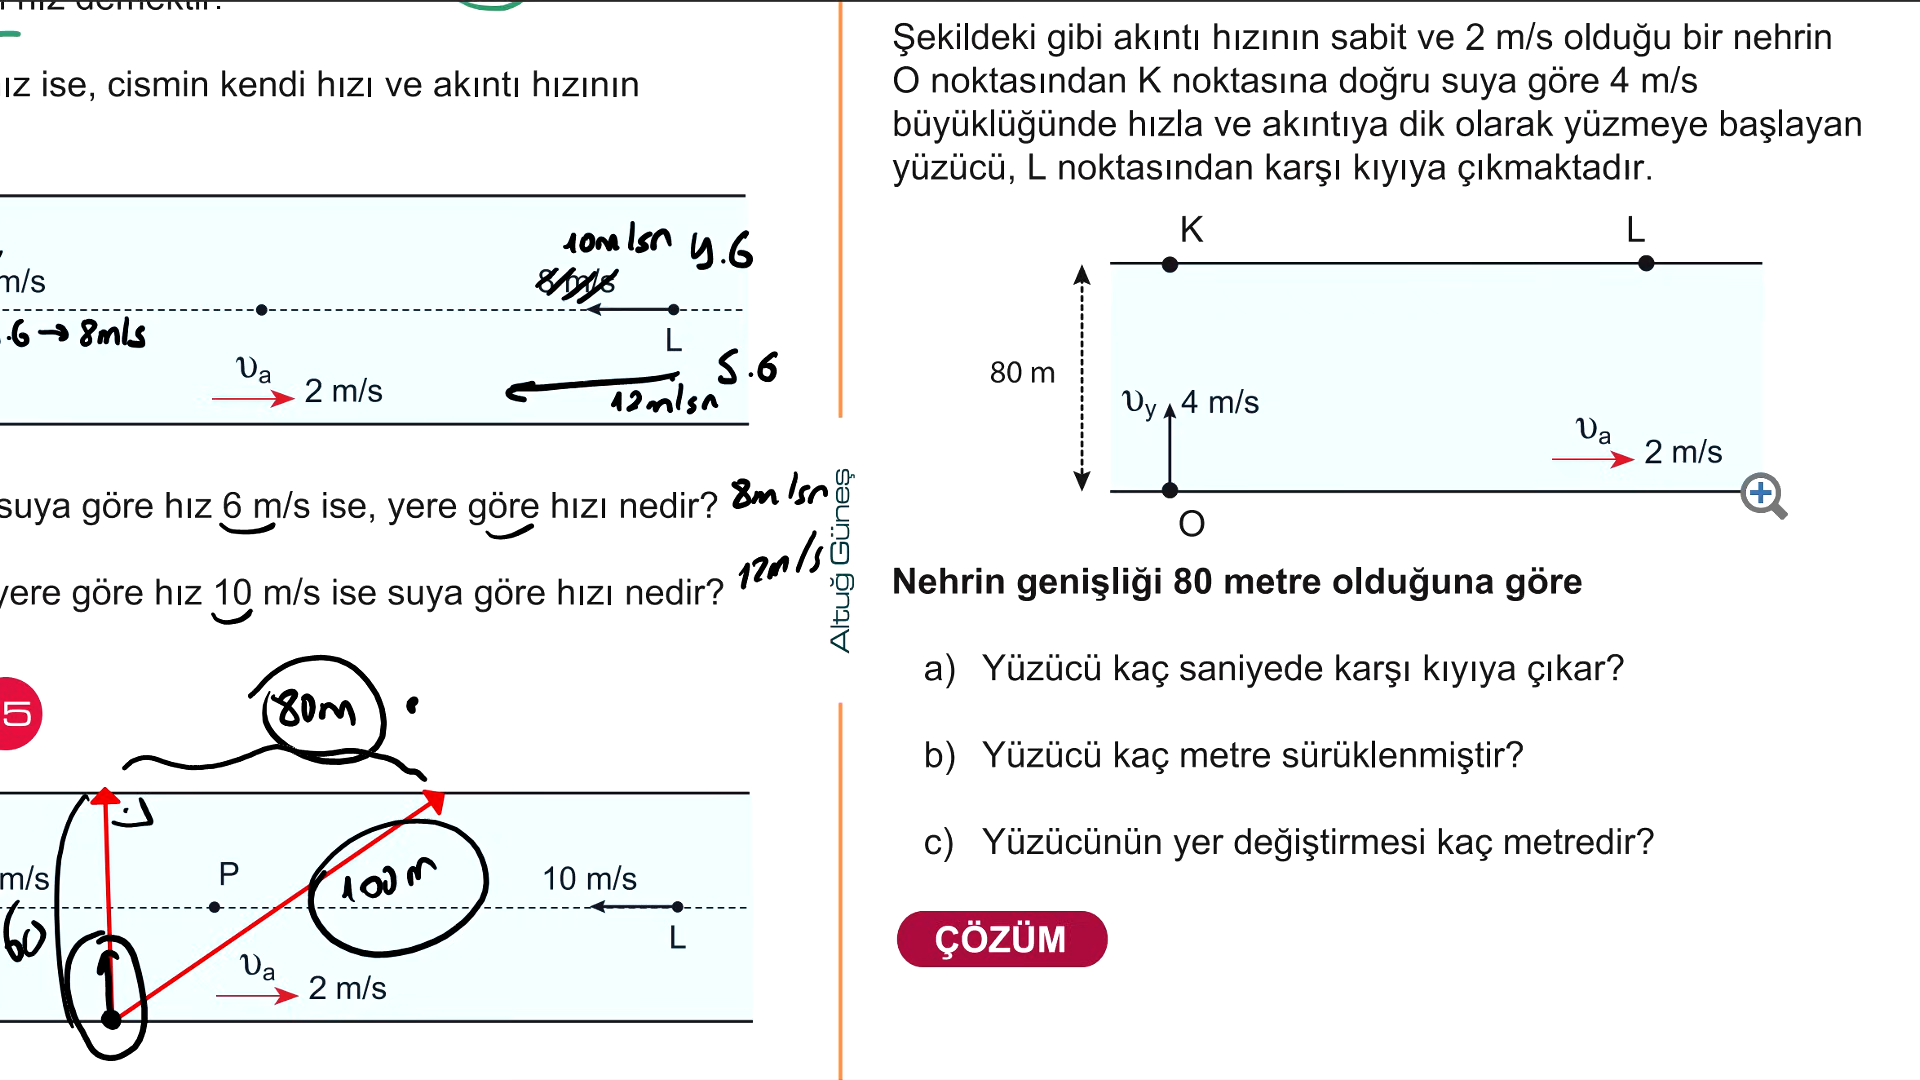 ız ise, cismin kendi hızı ve akıntı hızının
10m/sn y.6
m/s
8 m/s
.6 → 8m/s
L
υa
2 m/s
5.6
12m/sn
suya göre hız 6 m/s ise, yere göre hızı nedir? 8m/sn
yere göre hız 10 m/s ise suya göre hızı nedir? 12m/s
Altuğ Güneş
5
80m
m/s
P
100m
10 m/s
60
L
υa
2 m/s
Şekildeki gibi akıntı hızının sabit ve 2 m/s olduğu bir nehrin
O noktasından K noktasına doğru suya göre 4 m/s
büyüklüğünde hızla ve akıntıya dik olarak yüzmeye başlayan
yüzücü, L noktasından karşı kıyıya çıkmaktadır.
K
L
80 m
υy 4 m/s
υa
2 m/s
O
Nehrin genişliği 80 metre olduğuna göre
a) Yüzücü kaç saniyede karşı kıyıya çıkar?
b) Yüzücü kaç metre sürüklenmiştir?
c) Yüzücünün yer değiştirmesi kaç metredir?
ÇÖZÜM